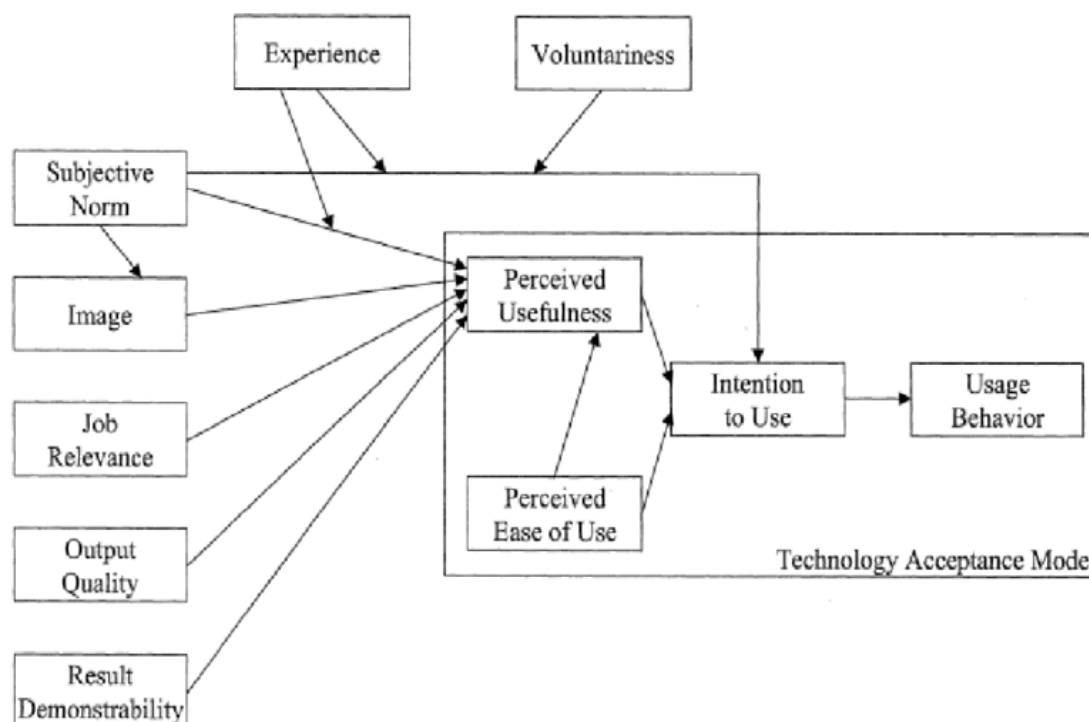 Experience
Voluntariness
Subjective
Norm
Image
Perceived
Usefulness
Job
Relevance
Intention
to Use
Usage
Behavior
Perceived
Ease of Use
Output
Quality
Technology Acceptance Mode
Result
Demonstrability